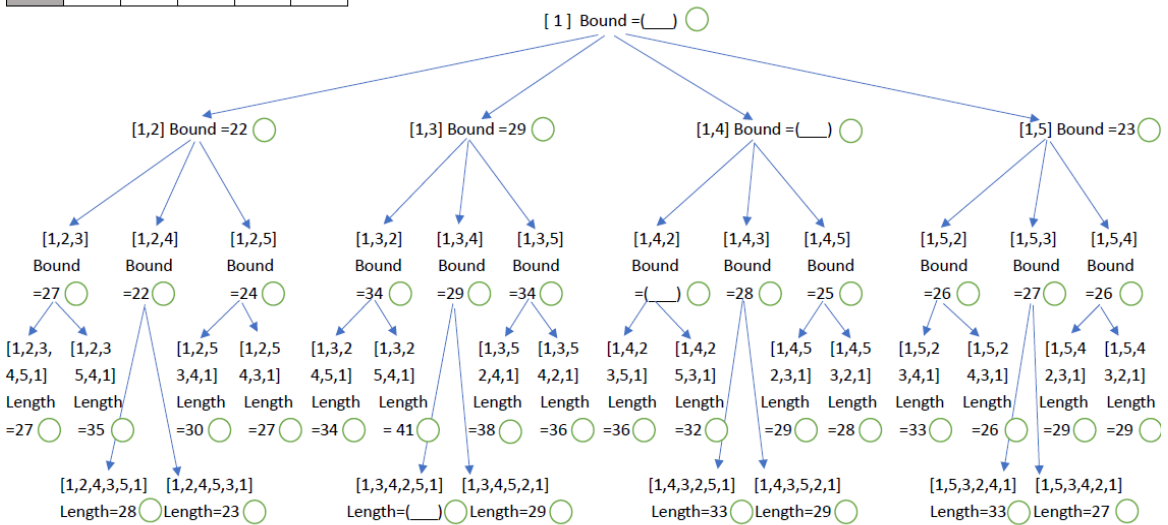 [ 1 ] Bound =(___)
[1,2] Bound =22 [1,3] Bound =29 [1,4] Bound =(___) [1,5] Bound =23
[1,2,3] [1,2,4] [1,2,5] [1,3,2] [1,3,4] [1,3,5] [1,4,2] [1,4,3] [1,4,5] [1,5,2] [1,5,3] [1,5,4]
Bound Bound Bound Bound Bound Bound Bound Bound Bound Bound Bound Bound
=27 =22 =24 =34 =29 =34 =(___) =28 =25 =26 =27 =26
[1,2,3, [1,2,3 [1,2,5 [1,2,5 [1,3,2 [1,3,2 [1,3,5 [1,3,5 [1,4,2 [1,4,2 [1,4,5 [1,4,5 [1,5,2 [1,5,2 [1,5,4 [1,5,4
4,5,1] 5,4,1] 3,4,1] 4,3,1] 4,5,1] 5,4,1] 2,4,1] 4,2,1] 3,5,1] 5,3,1] 2,3,1] 3,2,1] 3,4,1] 4,3,1] 2,3,1] 3,2,1]
Length Length Length Length Length Length Length Length Length Length Length Length Length Length Length Length
=27 =35 =30 =27 =34 = 41 =38 =36 =36 =32 =29 =28 =33 =26 =29 =29
[1,2,4,3,5,1] [1,2,4,5,3,1] [1,3,4,2,5,1] [1,3,4,5,2,1] [1,4,3,2,5,1] [1,4,3,5,2,1] [1,5,3,2,4,1] [1,5,3,4,2,1]
Length=28 Length=23 Length=(___) Length=29 Length=33 Length=29 Length=33 Length=27